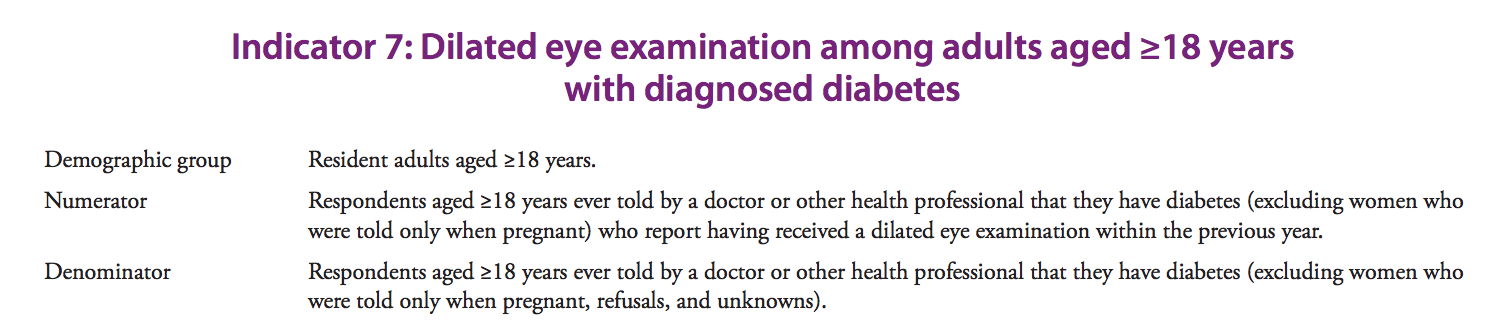 Indicator 7: Dilated eye examination among adults aged ≥18 years
with diagnosed diabetes
Demographic group Resident adults aged ≥18 years.
Numerator Respondents aged ≥18 years ever told by a doctor or other health professional that they have diabetes (excluding women who
were told only when pregnant) who report having received a dilated eye examination within the previous year.
Denominator Respondents aged ≥18 years ever told by a doctor or other health professional that they have diabetes (excluding women who
were told only when pregnant, refusals, and unknowns).